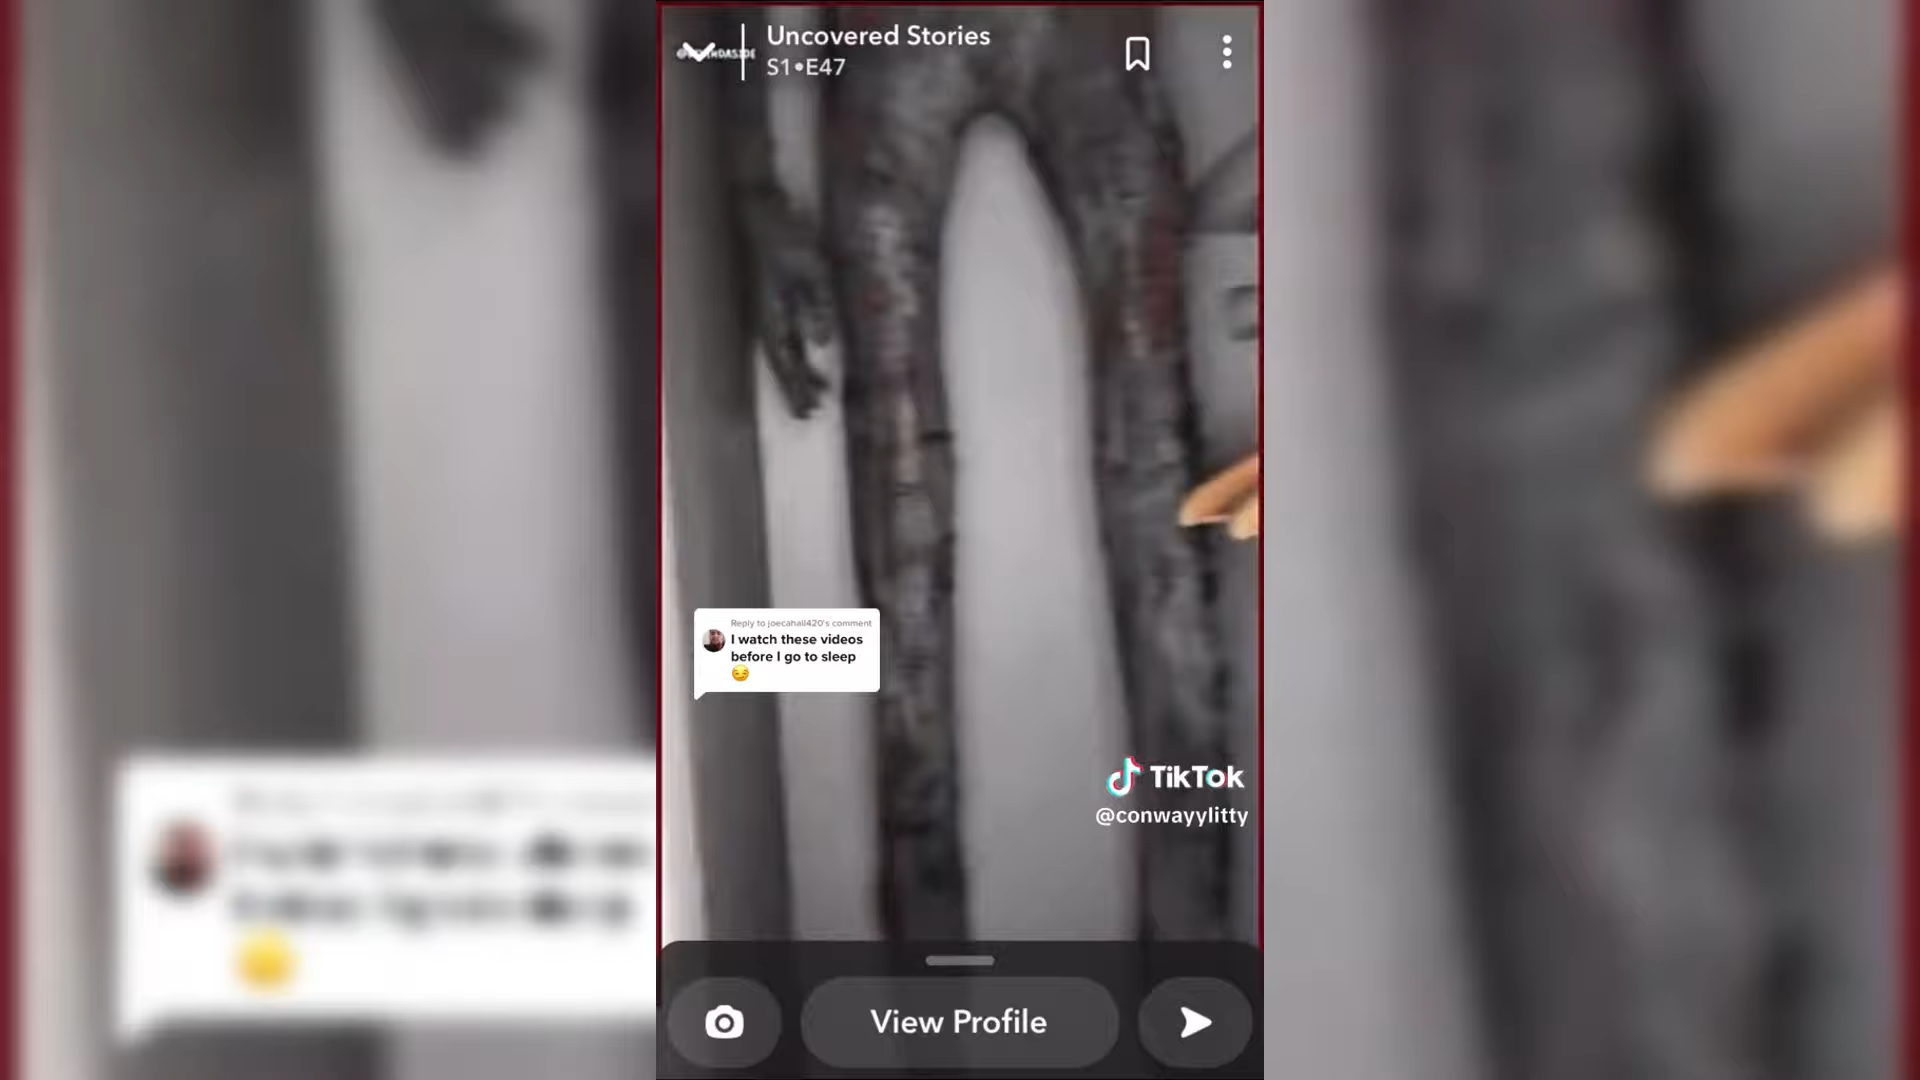 Uncovered Stories
S1•E47
Reply to joecahall420's comment
I watch these videos
before I go to sleep
😏
TikTok
@conwayylitty
View Profile